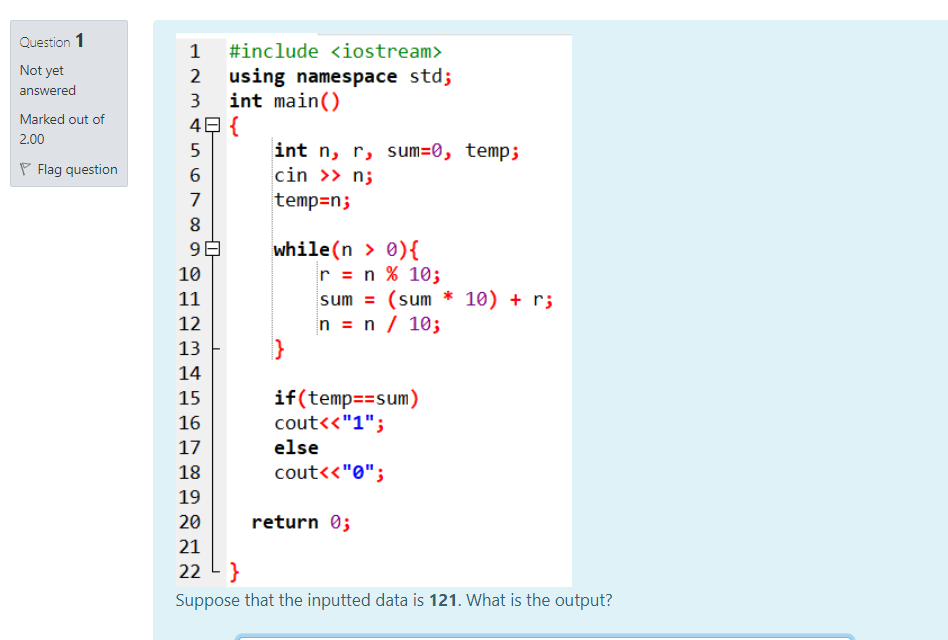 Question 1
Not yet
answered
Marked out of
2.00
Flag question
1 #include <iostream>
2 using namespace std;
3 int main()
4 {
5 int n, r, sum=0, temp;
6 cin >> n;
7 temp=n;
8
9 while(n > 0){
10 r = n % 10;
11 sum = (sum * 10) + r;
12 n = n / 10;
13 }
14
15 if(temp==sum)
16 cout<<"1";
17 else
18 cout<<"0";
19
20 return 0;
21
22 }
Suppose that the inputted data is 121. What is the output?